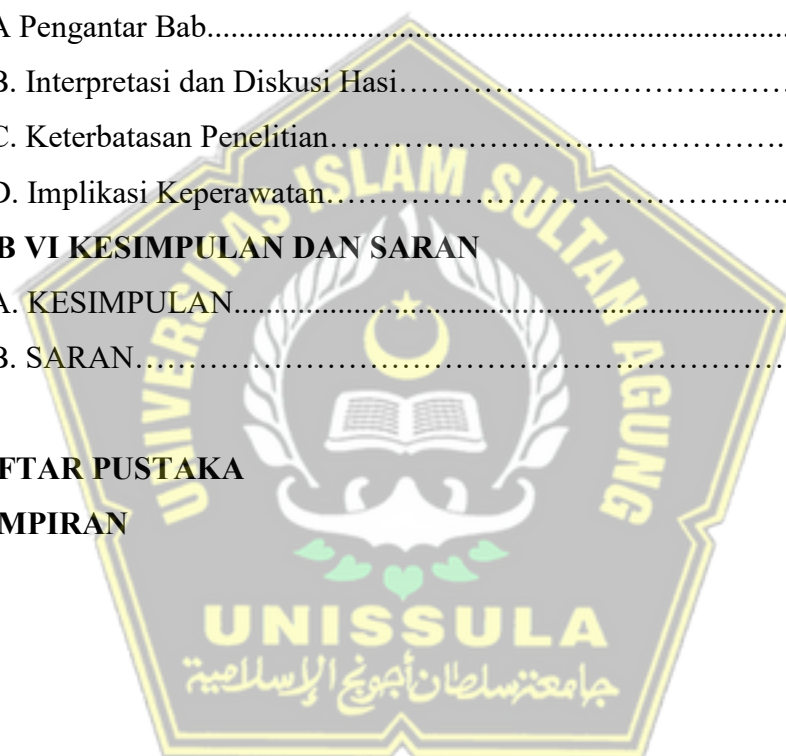 A Pengantar Bab............................................................................
B. Interpretasi dan Diskusi Hasi……………………………………
C. Keterbatasan Penelitian…………………………………………..
D. Implikasi Keperawatan…………………………………………...
B VI KESIMPULAN DAN SARAN
A. KESIMPULAN.........................................................................
B. SARAN……………………………………………………………
FTAR PUSTAKA
MPIRAN
UNIVERSITAS ISLAM SULTAN AGUNG
UNISSULA
جامعة سلطان أجونج الإسلامية